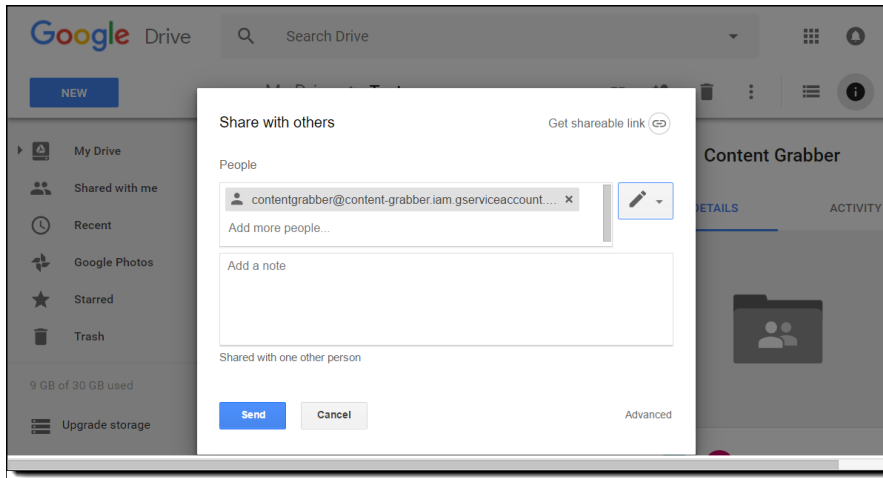 Google Drive
Search Drive
NEW
My Drive
Share with others
Get shareable link
Content Grabber
People
My Drive
contentgrabber@content-grabber.iam.gserviceaccount.... ×
Add more people...
DETAILS
ACTIVITY
Shared with me
Recent
Add a note
Google Photos
Starred
Trash
Shared with one other person
9 GB of 30 GB used
Send
Cancel
Advanced
Upgrade storage